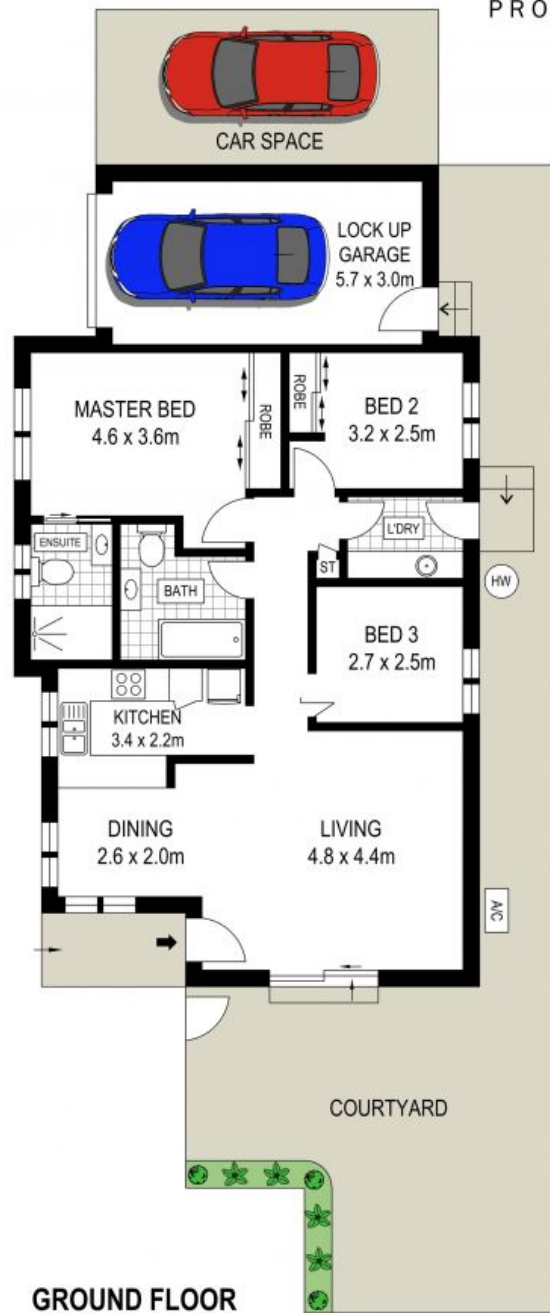 PRO
CAR SPACE
LOCK UP
GARAGE
5.7 x 3.0m
MASTER BED
4.6 x 3.6m
ROBE
ROBE
BED 2
3.2 x 2.5m
ENSUITE
BATH
L'DRY
ST
HW
BED 3
2.7 x 2.5m
KITCHEN
3.4 x 2.2m
DINING
2.6 x 2.0m
LIVING
4.8 x 4.4m
A/C
COURTYARD
GROUND FLOOR